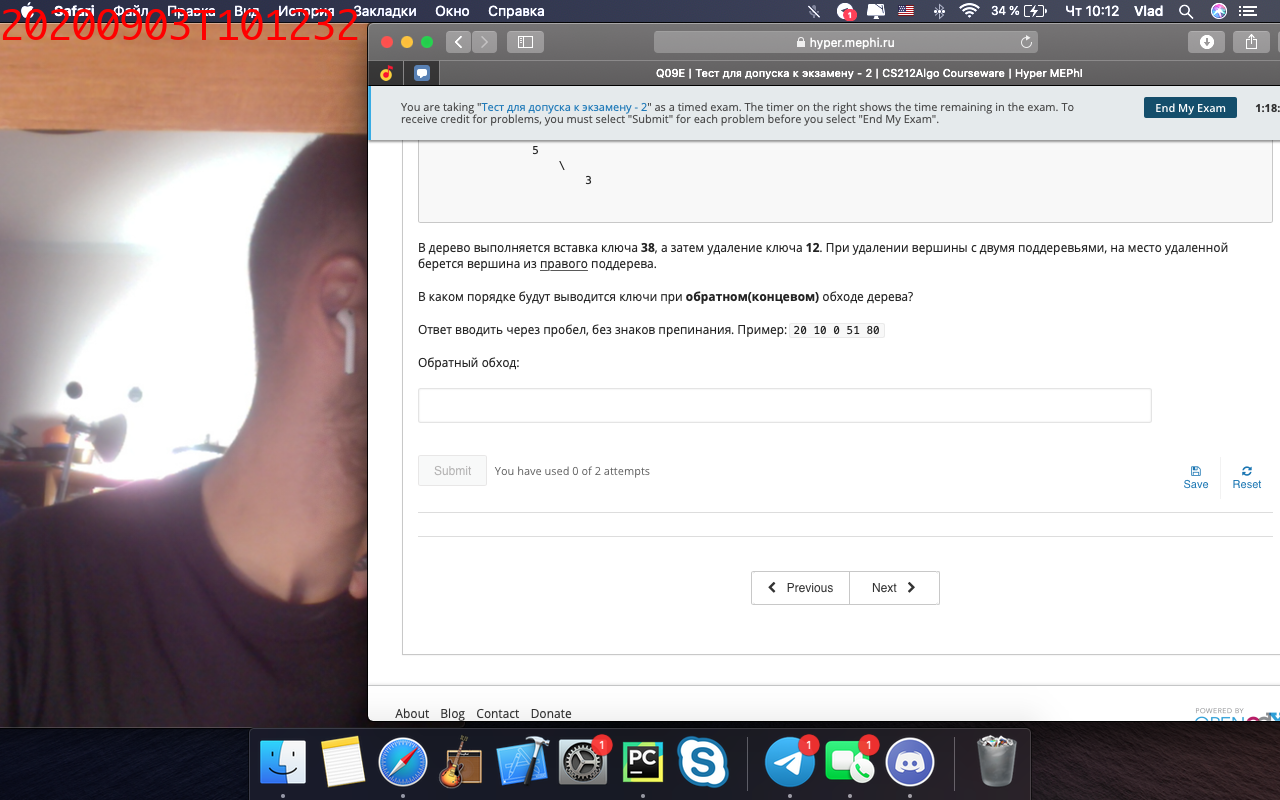 Safari Файл Правка Вид История Закладки Окно Справка 1 34 % Чт 10:12 Vlad
20200903T101232
hyper.mephi.ru
Q09E | Тест для допуска к экзамену - 2 | CS212Algo Courseware | Hyper MEPhI
You are taking "Тест для допуска к экзамену - 2" as a timed exam. The timer on the right shows the time remaining in the exam. To
receive credit for problems, you must select "Submit" for each problem before you select "End My Exam".
End My Exam
1:18:
5
\
3
В дерево выполняется вставка ключа 38, а затем удаление ключа 12. При удалении вершины с двумя поддеревьями, на место удаленной
берется вершина из правого поддерева.
В каком порядке будут выводится ключи при обратном(концевом) обходе дерева?
Ответ вводить через пробел, без знаков препинания. Пример: 20 10 0 51 80
Обратный обход:
Submit You have used 0 of 2 attempts
Save Reset
Previous Next
About Blog Contact Donate
POWERED BY
1 PC 1 1